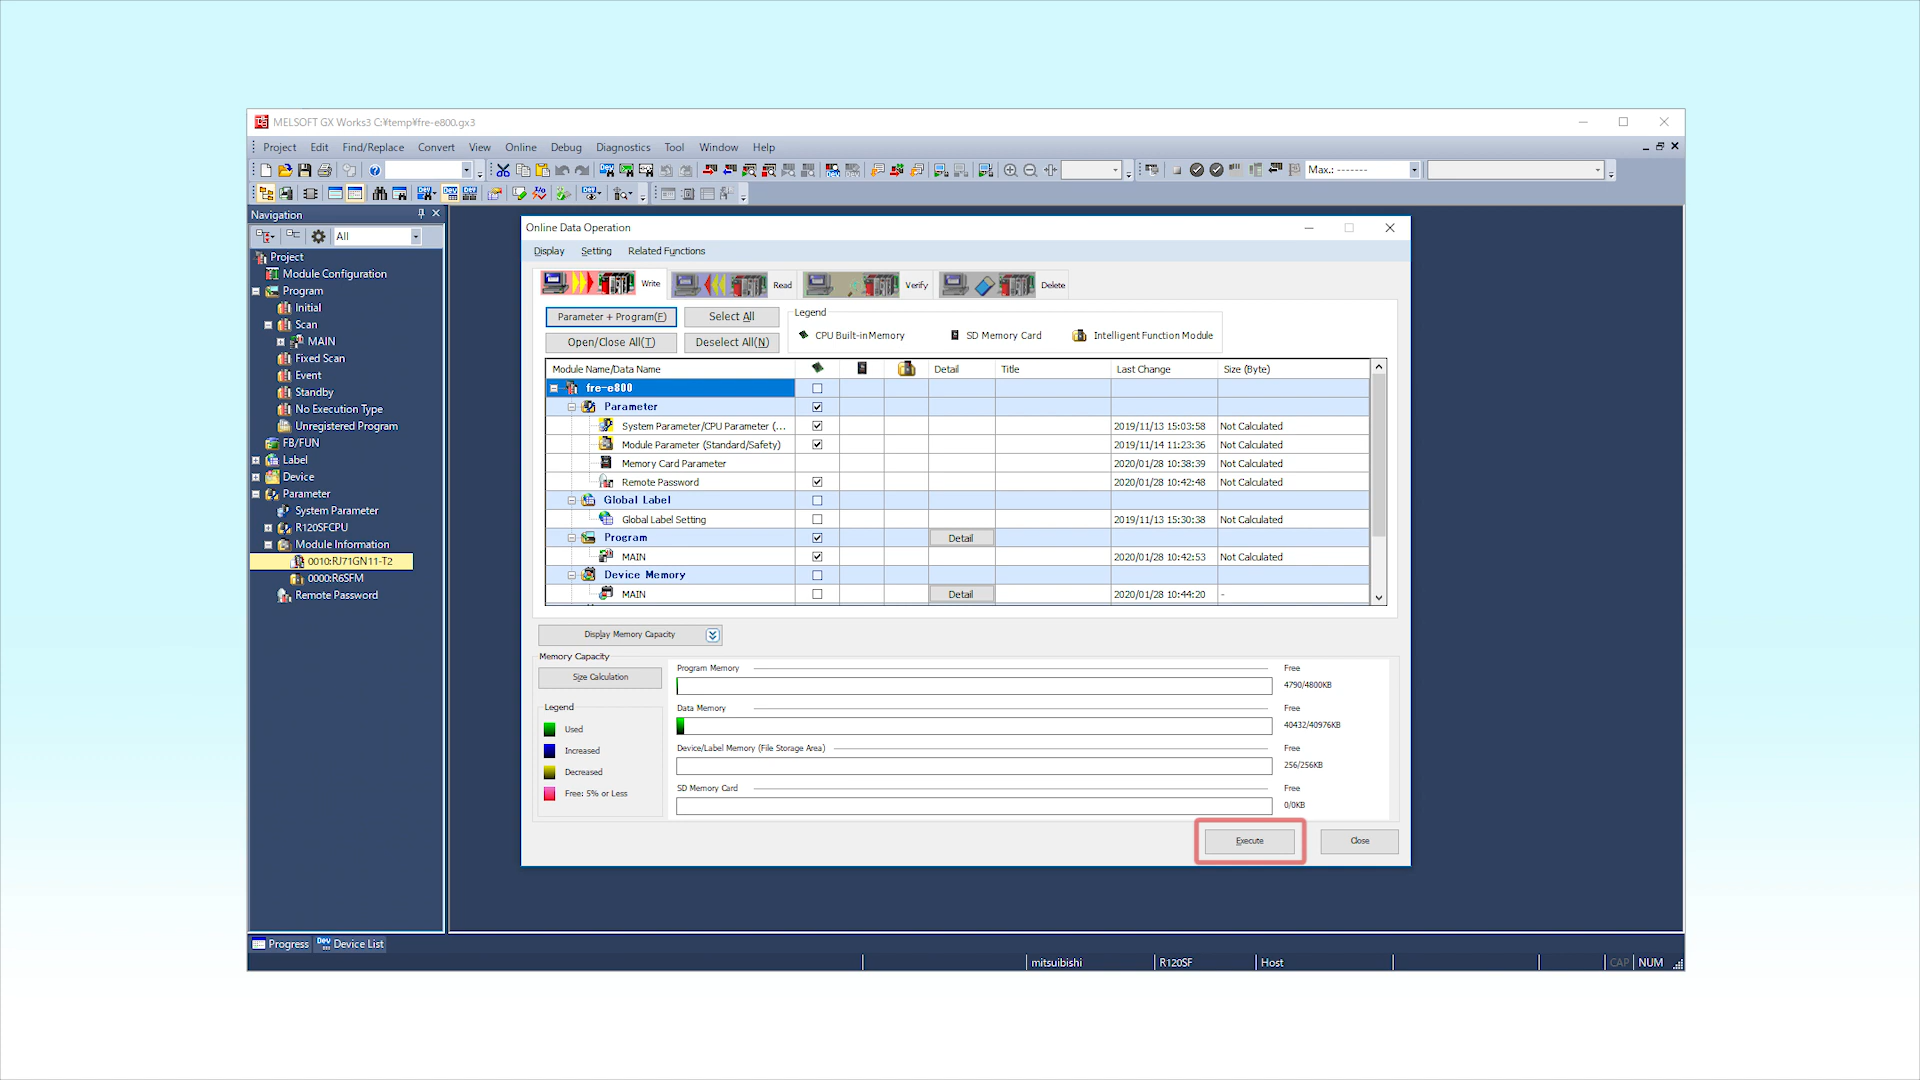 MELSOFT GX Works3 C:¥temp¥fre-e800.gx3
Project Edit Find/Replace Convert View Online Debug Diagnostics Tool Window Help
Max.: -------
Navigation
All
Project
Module Configuration
Program
Initial
Scan
MAIN
Fixed Scan
Event
Standby
No Execution Type
Unregistered Program
FB/FUN
Label
Device
Parameter
System Parameter
R120SFCPU
Module Information
0010:RJ71GN11-T2
0000:R6SFM
Remote Password
Online Data Operation
Display Setting Related Functions
Write Read Verify Delete
Parameter + Program(F) Select All
Open/Close All(T) Deselect All(N)
Legend
CPU Built-in Memory SD Memory Card Intelligent Function Module
Module Name/Data Name Detail Title Last Change Size (Byte)
fre-e800
Parameter
System Parameter/CPU Parameter (... 2019/11/13 15:03:58 Not Calculated
Module Parameter (Standard/Safety) 2019/11/14 11:23:36 Not Calculated
Memory Card Parameter 2020/01/28 10:38:39 Not Calculated
Remote Password 2020/01/28 10:42:48 Not Calculated
Global Label
Global Label Setting 2019/11/13 15:30:38 Not Calculated
Program Detail
MAIN 2020/01/28 10:42:53 Not Calculated
Device Memory
MAIN Detail 2020/01/28 10:44:20 -
Display Memory Capacity
Memory Capacity
Size Calculation
Legend
Used
Increased
Decreased
Free: 5% or Less
Program Memory Free
4790/4800KB
Data Memory Free
40432/40976KB
Device/Label Memory (File Storage Area) Free
256/256KB
SD Memory Card Free
0/0KB
Execute Close
Progress Dev Device List
mitsuibishi R120SF Host CAP NUM